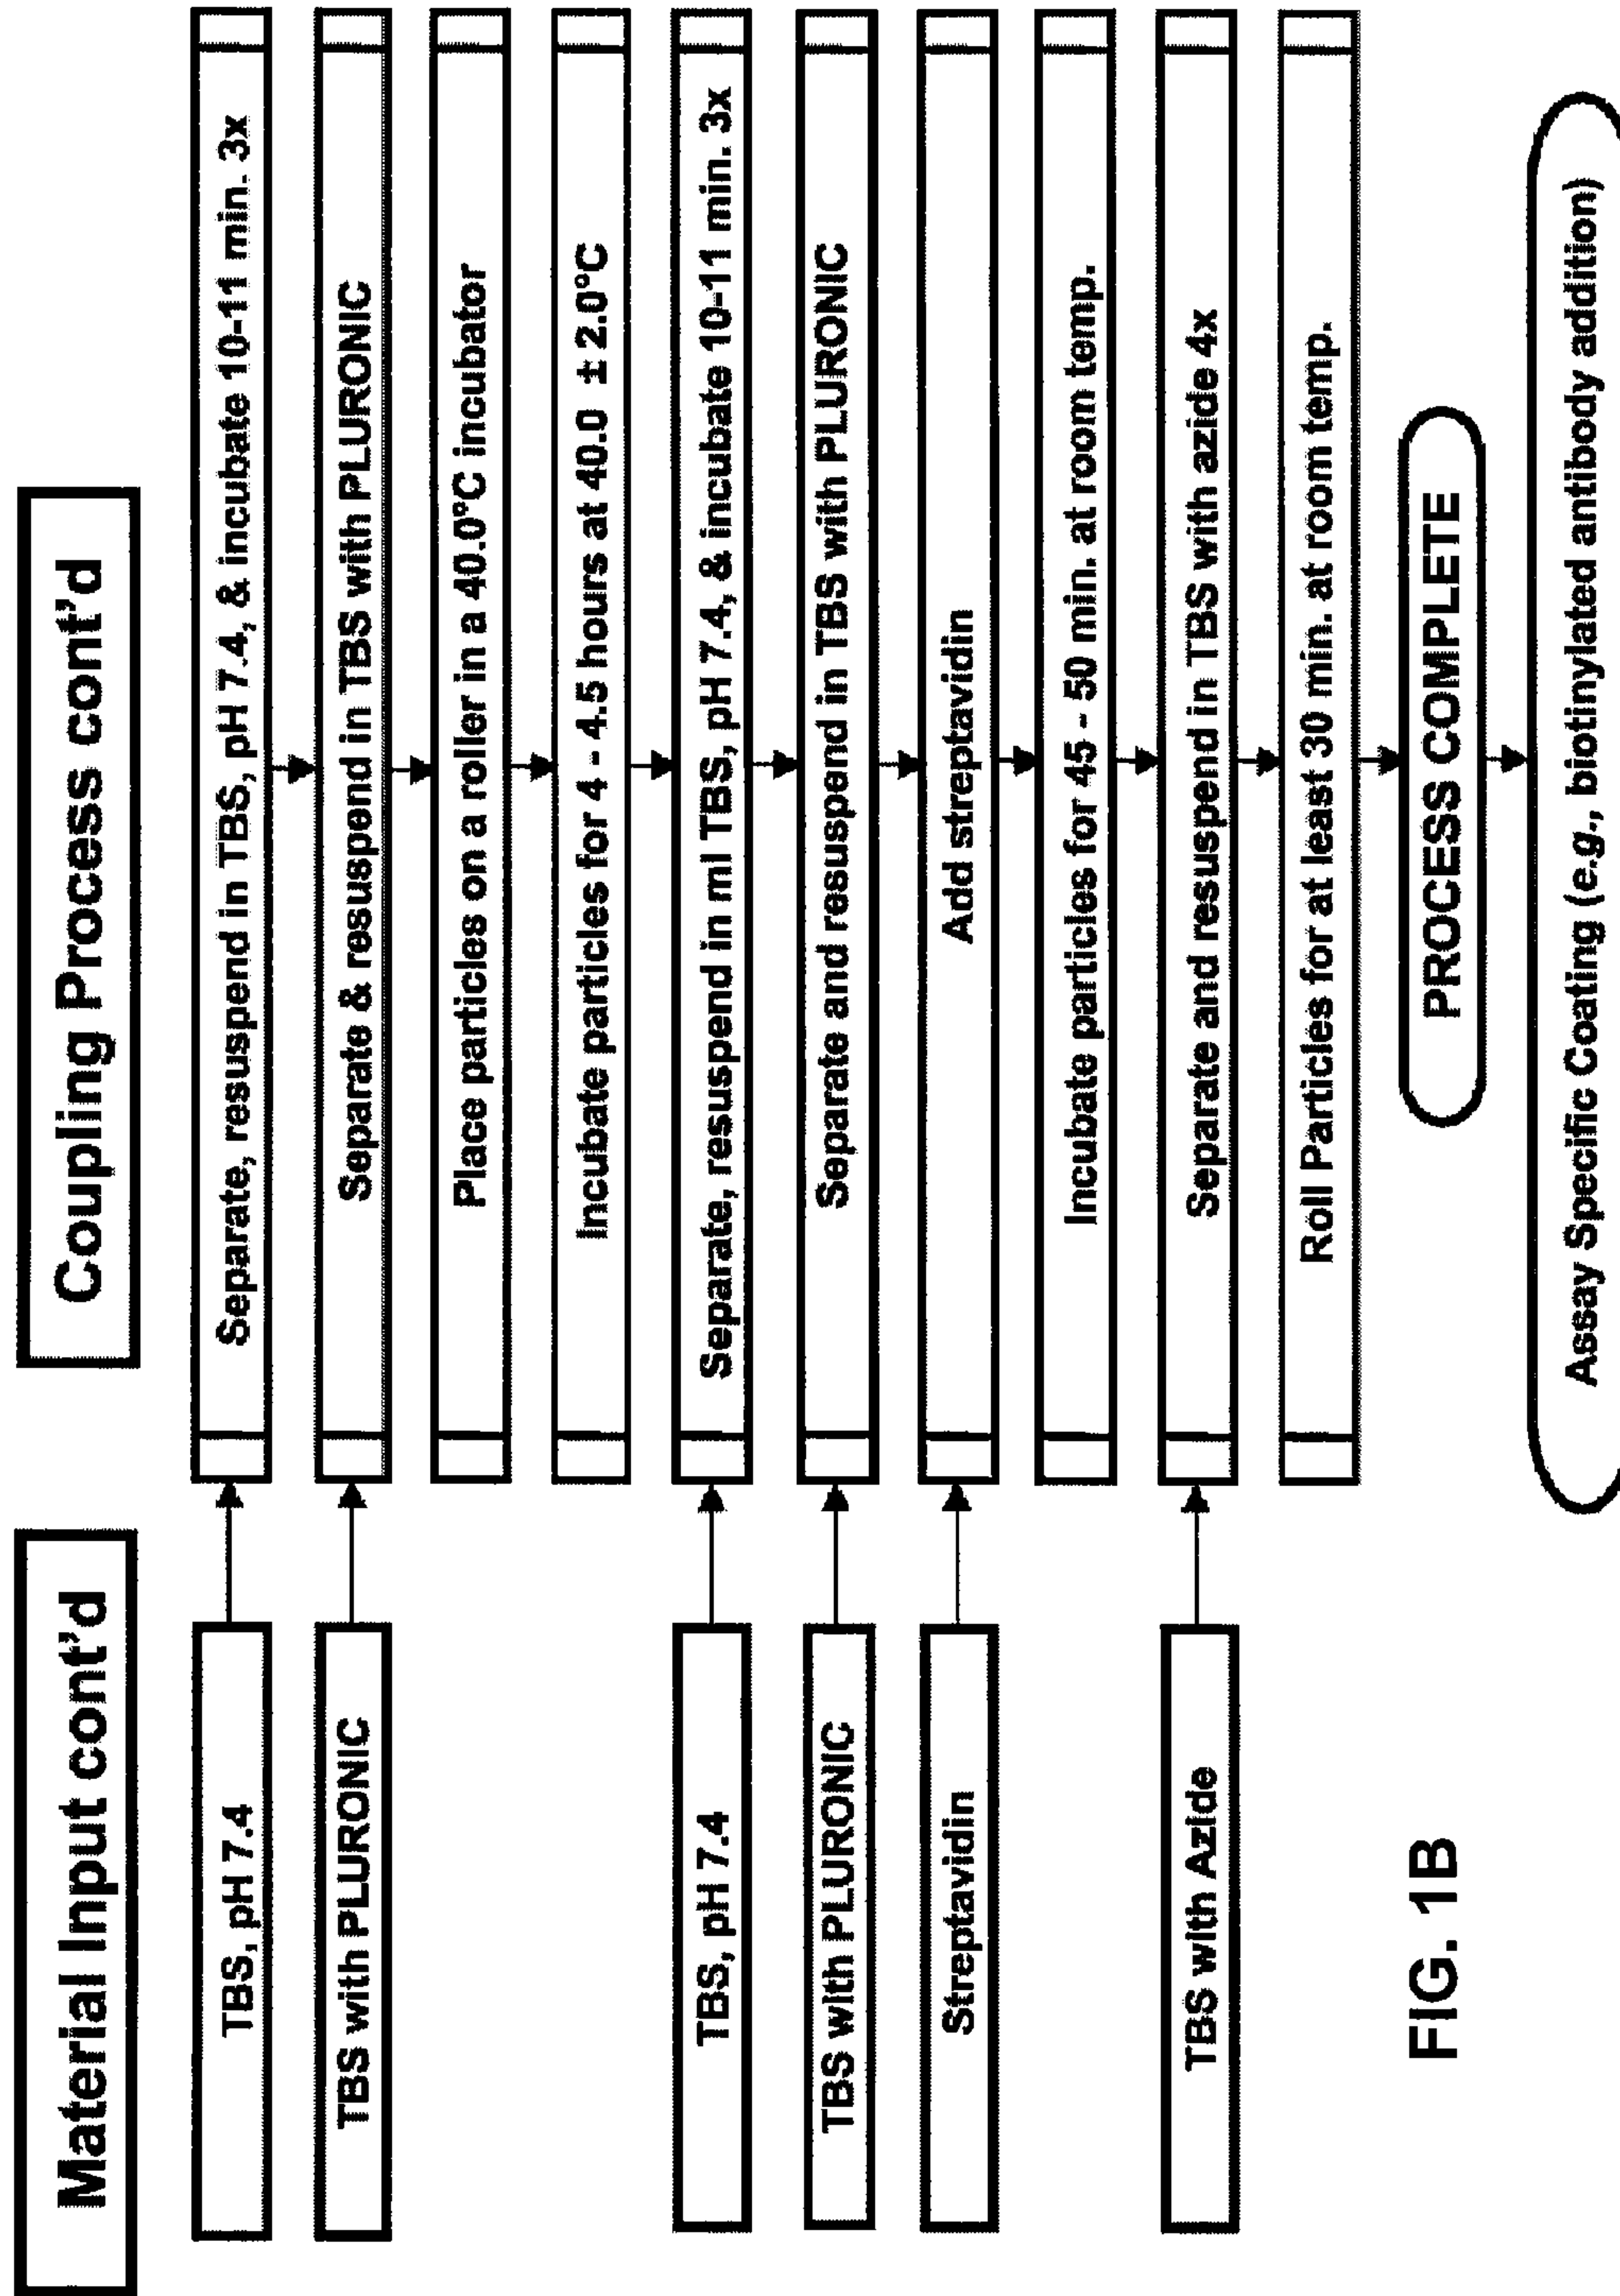 Material Input cont'd
Coupling Process cont'd
TBS, pH 7.4
Separate, resuspend in TBS, pH 7.4, & incubate 10-11 min. 3x
TBS with PLURONIC
Separate & resuspend in TBS with PLURONIC
Place particles on a roller in a 40.0°C incubator
Incubate particles for 4 - 4.5 hours at 40.0 ± 2.0°C
TBS, pH 7.4
Separate, resuspend in ml TBS, pH 7.4, & incubate 10-11 min. 3x
TBS with PLURONIC
Separate and resuspend in TBS with PLURONIC
Streptavidin
Add streptavidin
Incubate particles for 45 - 50 min. at room temp.
TBS with Azide
Separate and resuspend in TBS with azide 4x
Roll Particles for at least 30 min. at room temp.
PROCESS COMPLETE
Assay Specific Coating (e.g., biotinylated antibody addition)
FIG. 1B